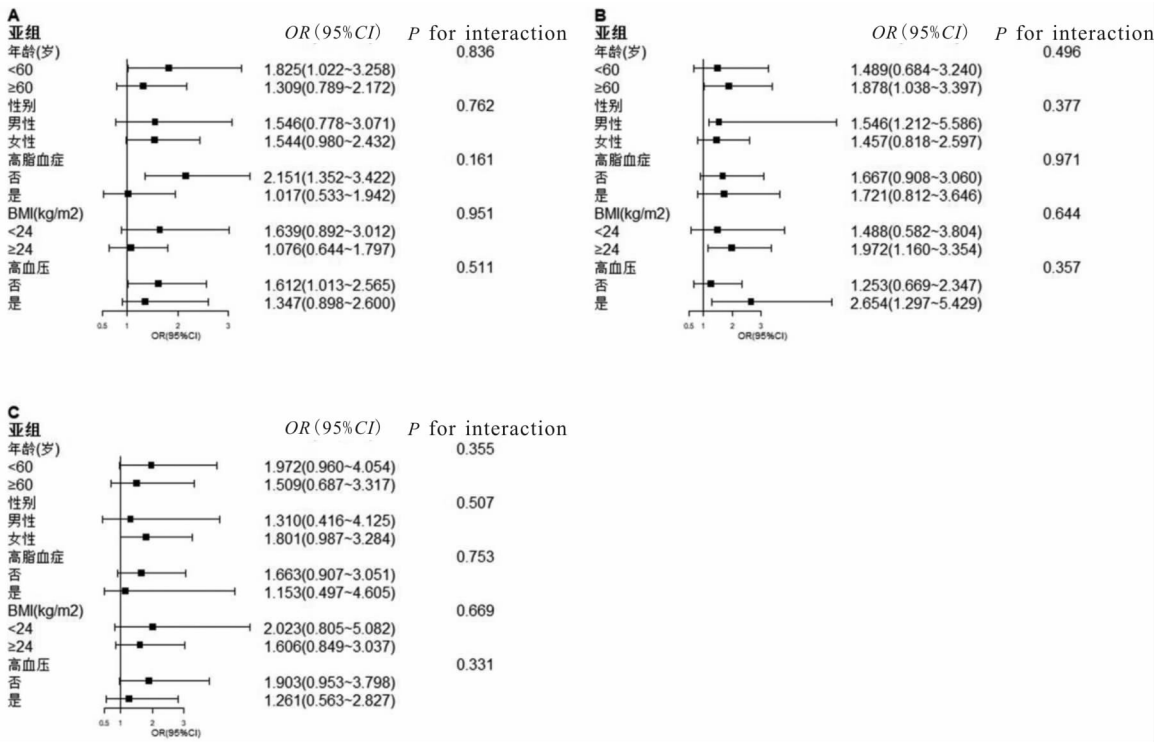 A
亚组 OR(95%CI) P for interaction
年龄(岁) 0.836
<60 1.825(1.022~3.258)
≥60 1.309(0.789~2.172)
性别 0.762
男性 1.546(0.778~3.071)
女性 1.544(0.980~2.432)
高脂血症 0.161
否 2.151(1.352~3.422)
是 1.017(0.533~1.942)
BMI(kg/m2) 0.951
<24 1.639(0.892~3.012)
≥24 1.076(0.644~1.797)
高血压 0.511
否 1.612(1.013~2.565)
是 1.347(0.898~2.600)
0.5 1 2 3
OR(95%CI)
B
亚组 OR(95%CI) P for interaction
年龄(岁) 0.496
<60 1.489(0.684~3.240)
≥60 1.878(1.038~3.397)
性别 0.377
男性 1.546(1.212~5.586)
女性 1.457(0.818~2.597)
高脂血症 0.971
否 1.667(0.908~3.060)
是 1.721(0.812~3.646)
BMI(kg/m2) 0.644
<24 1.488(0.582~3.804)
≥24 1.972(1.160~3.354)
高血压 0.357
否 1.253(0.669~2.347)
是 2.654(1.297~5.429)
0.5 1 2 3
OR(95%CI)
C
亚组 OR(95%CI) P for interaction
年龄(岁) 0.355
<60 1.972(0.960~4.054)
≥60 1.509(0.687~3.317)
性别 0.507
男性 1.310(0.416~4.125)
女性 1.801(0.987~3.284)
高脂血症 0.753
否 1.663(0.907~3.051)
是 1.153(0.497~4.605)
BMI(kg/m2) 0.669
<24 2.023(0.805~5.082)
≥24 1.606(0.849~3.037)
高血压 0.331
否 1.903(0.953~3.798)
是 1.261(0.563~2.827)
0.5 1 2 3
OR(95%CI)